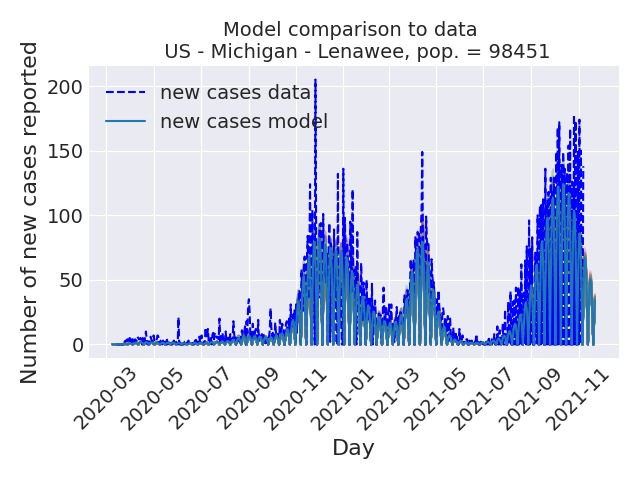 Model comparison to data
US - Michigan - Lenawee, pop. = 98451
Number of new cases reported
200
150
100
50
0
new cases data
new cases model
2020-03
2020-05
2020-07
2020-09
2020-11
2021-01
2021-03
2021-05
2021-07
2021-09
2021-11
Day